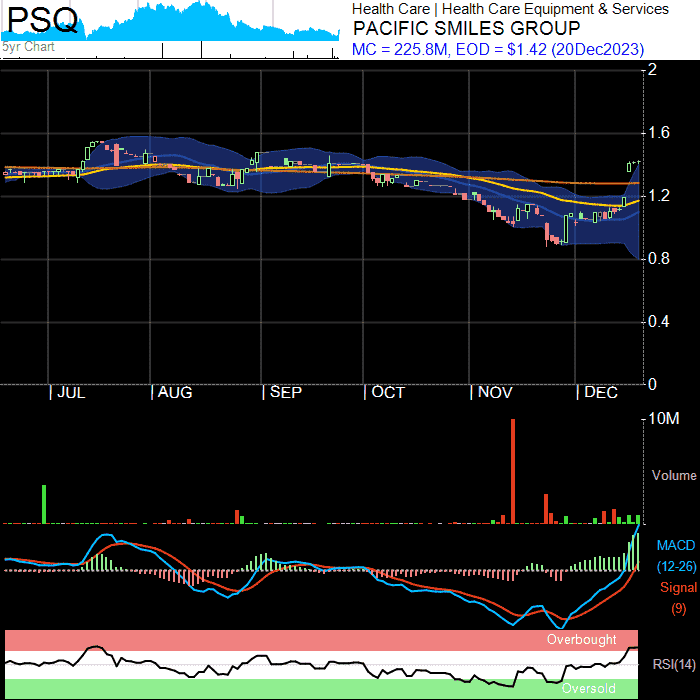 PSQ
5yr Chart
Health Care | Health Care Equipment & Services
PACIFIC SMILES GROUP
MC = 225.8M, EOD = $1.42 (20Dec2023)
2
1.6
1.2
0.8
0.4
0
| JUL | AUG | SEP | OCT | NOV | DEC
10M
Volume
MACD
(12-26)
Signal
(9)
Overbought
RSI(14)
Oversold